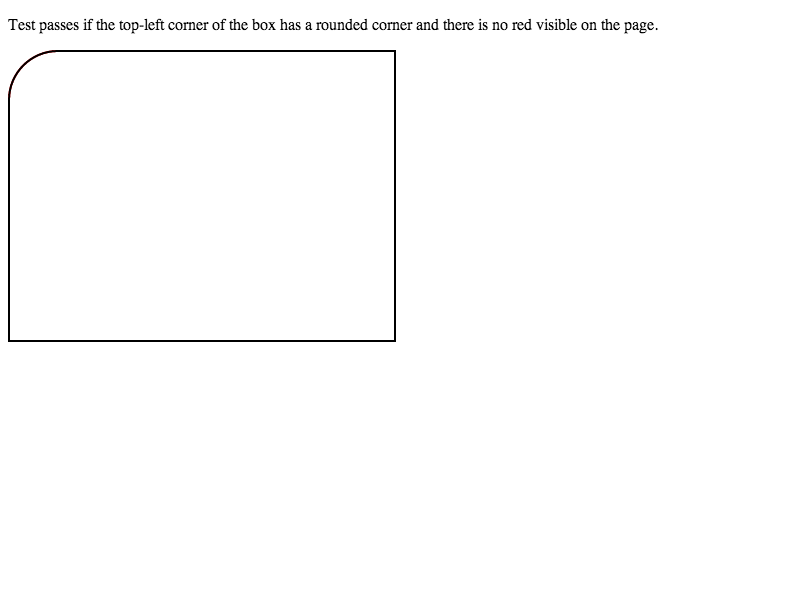 Test passes if the top-left corner of the box has a rounded corner and there is no red visible on the page.